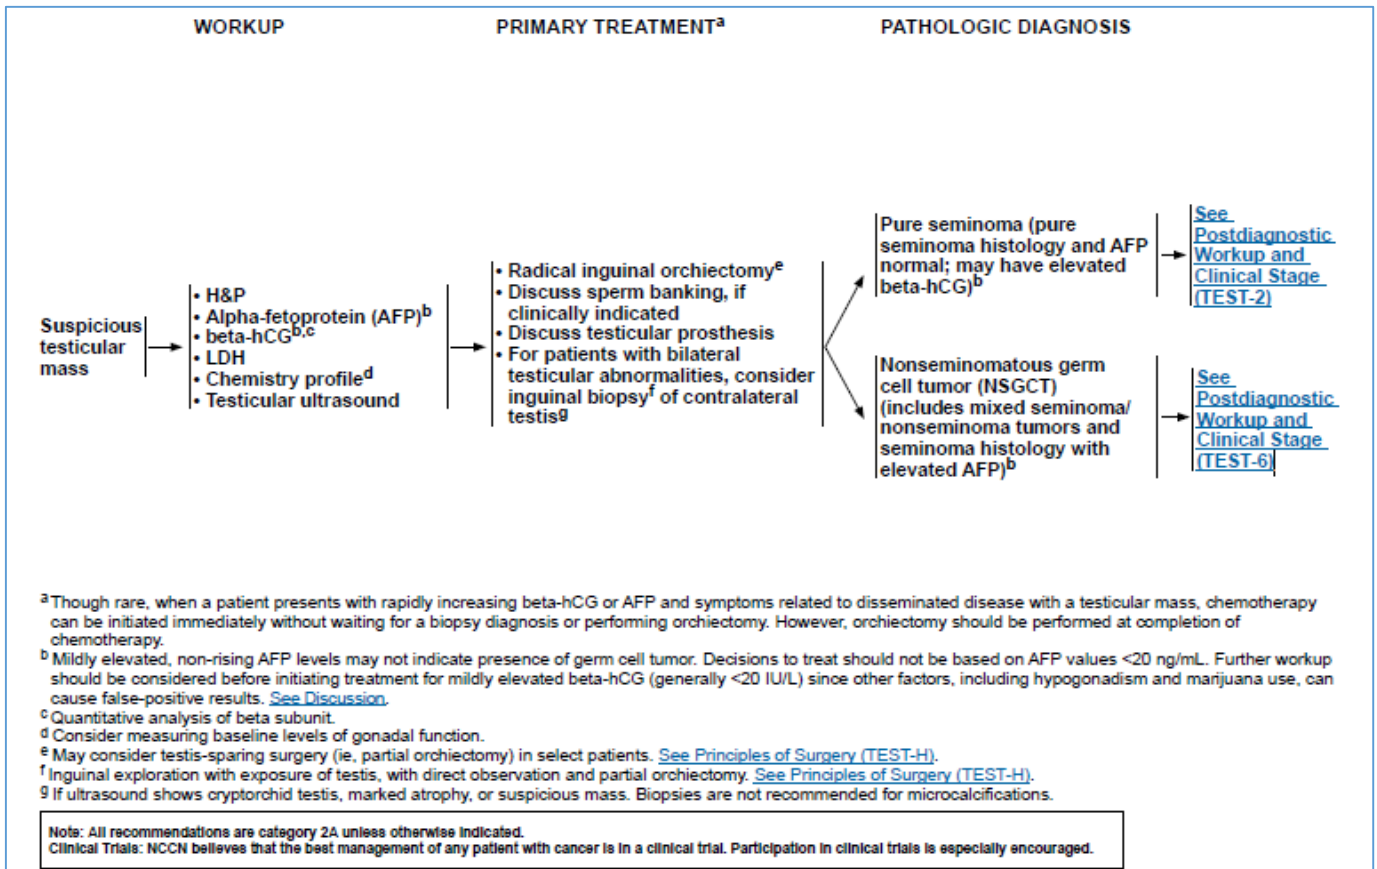 WORKUP
PRIMARY TREATMENTa
PATHOLOGIC DIAGNOSIS
Suspicious
testicular
mass
• H&P
• Alpha-fetoprotein (AFP)b
• beta-hCGb,c
• LDH
• Chemistry profiled
• Testicular ultrasound
• Radical inguinal orchiectomye
• Discuss sperm banking, if
clinically indicated
• Discuss testicular prosthesis
• For patients with bilateral
testicular abnormalities, consider
inguinal biopsyf of contralateral
testisg
Pure seminoma (pure
seminoma histology and AFP
normal; may have elevated
beta-hCG)b
See
Postdiagnostic
Workup and
Clinical Stage
(TEST-2)
Nonseminomatous germ
cell tumor (NSGCT)
(includes mixed seminoma/
nonseminoma tumors and
seminoma histology with
elevated AFP)b
See
Postdiagnostic
Workup and
Clinical Stage
(TEST-6)
a Though rare, when a patient presents with rapidly increasing beta-hCG or AFP and symptoms related to disseminated disease with a testicular mass, chemotherapy
can be initiated immediately without waiting for a biopsy diagnosis or performing orchiectomy. However, orchiectomy should be performed at completion of
chemotherapy.
b Mildly elevated, non-rising AFP levels may not indicate presence of germ cell tumor. Decisions to treat should not be based on AFP values <20 ng/mL. Further workup
should be considered before initiating treatment for mildly elevated beta-hCG (generally <20 IU/L) since other factors, including hypogonadism and marijuana use, can
cause false-positive results. See Discussion.
c Quantitative analysis of beta subunit.
d Consider measuring baseline levels of gonadal function.
e May consider testis-sparing surgery (ie, partial orchiectomy) in select patients. See Principles of Surgery (TEST-H).
f Inguinal exploration with exposure of testis, with direct observation and partial orchiectomy. See Principles of Surgery (TEST-H).
g If ultrasound shows cryptorchid testis, marked atrophy, or suspicious mass. Biopsies are not recommended for microcalcifications.
Note: All recommendations are category 2A unless otherwise indicated.
Clinical Trials: NCCN believes that the best management of any patient with cancer is in a clinical trial. Participation in clinical trials is especially encouraged.